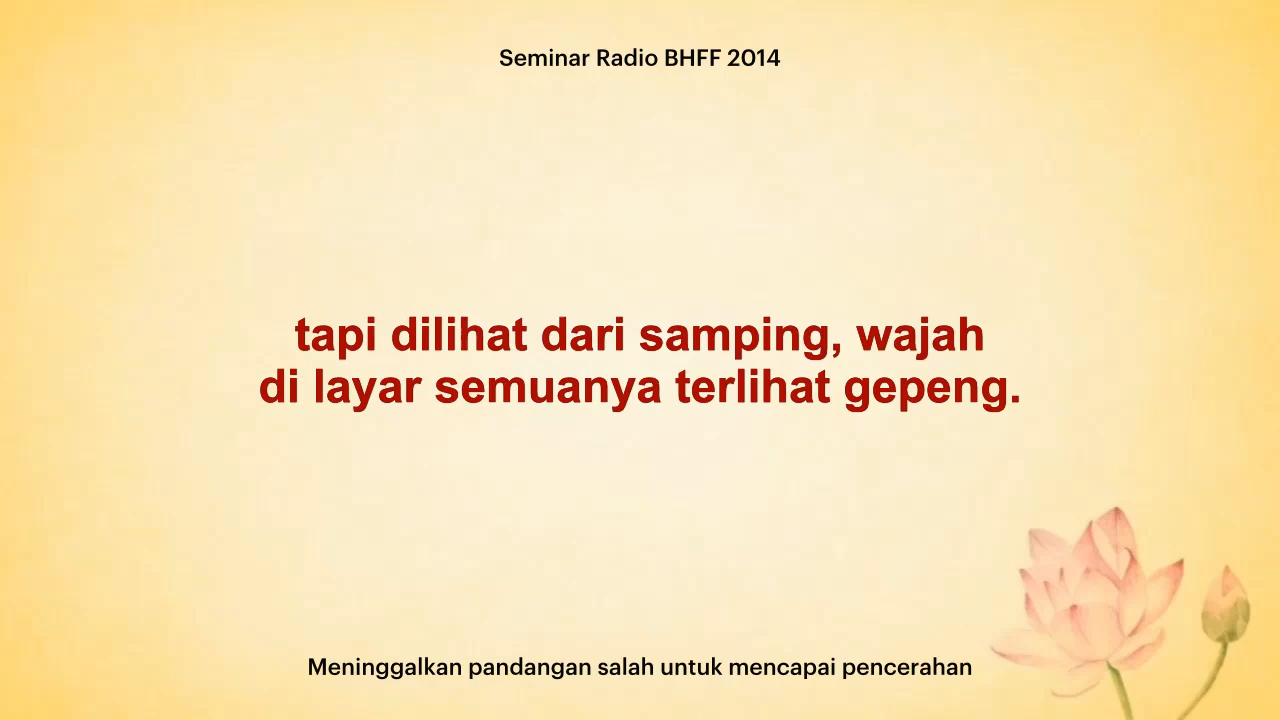 Seminar Radio BHFF 2014
tapi dilihat dari samping, wajah
di layar semuanya terlihat gepeng.
Meninggalkan pandangan salah untuk mencapai pencerahan